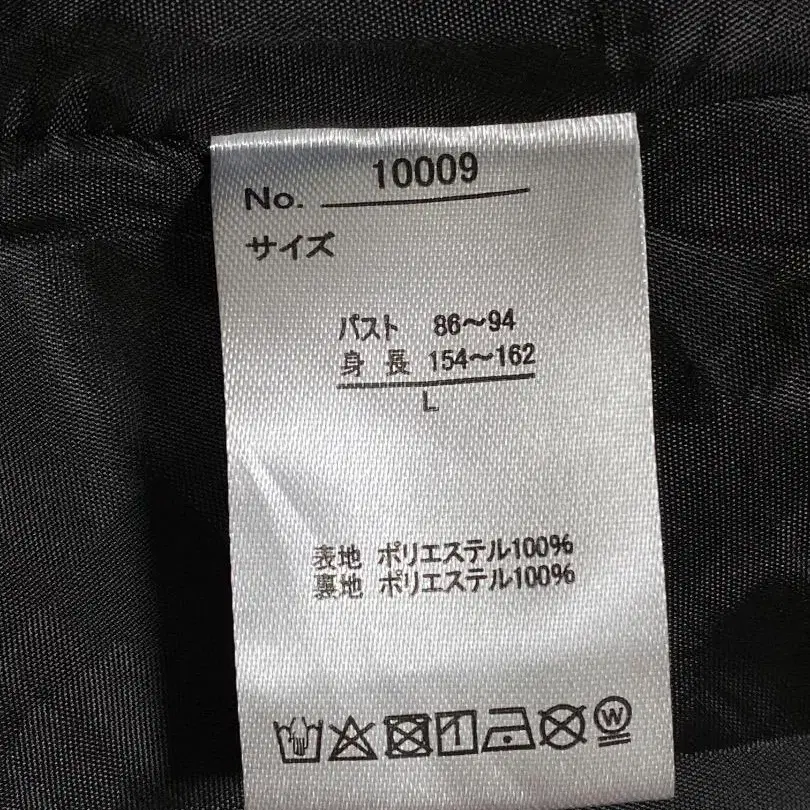 No. 10009
サイズ
バスト 86～94
身長 154～162
L
表地 ポリエステル100%
裏地 ポリエステル100%
W